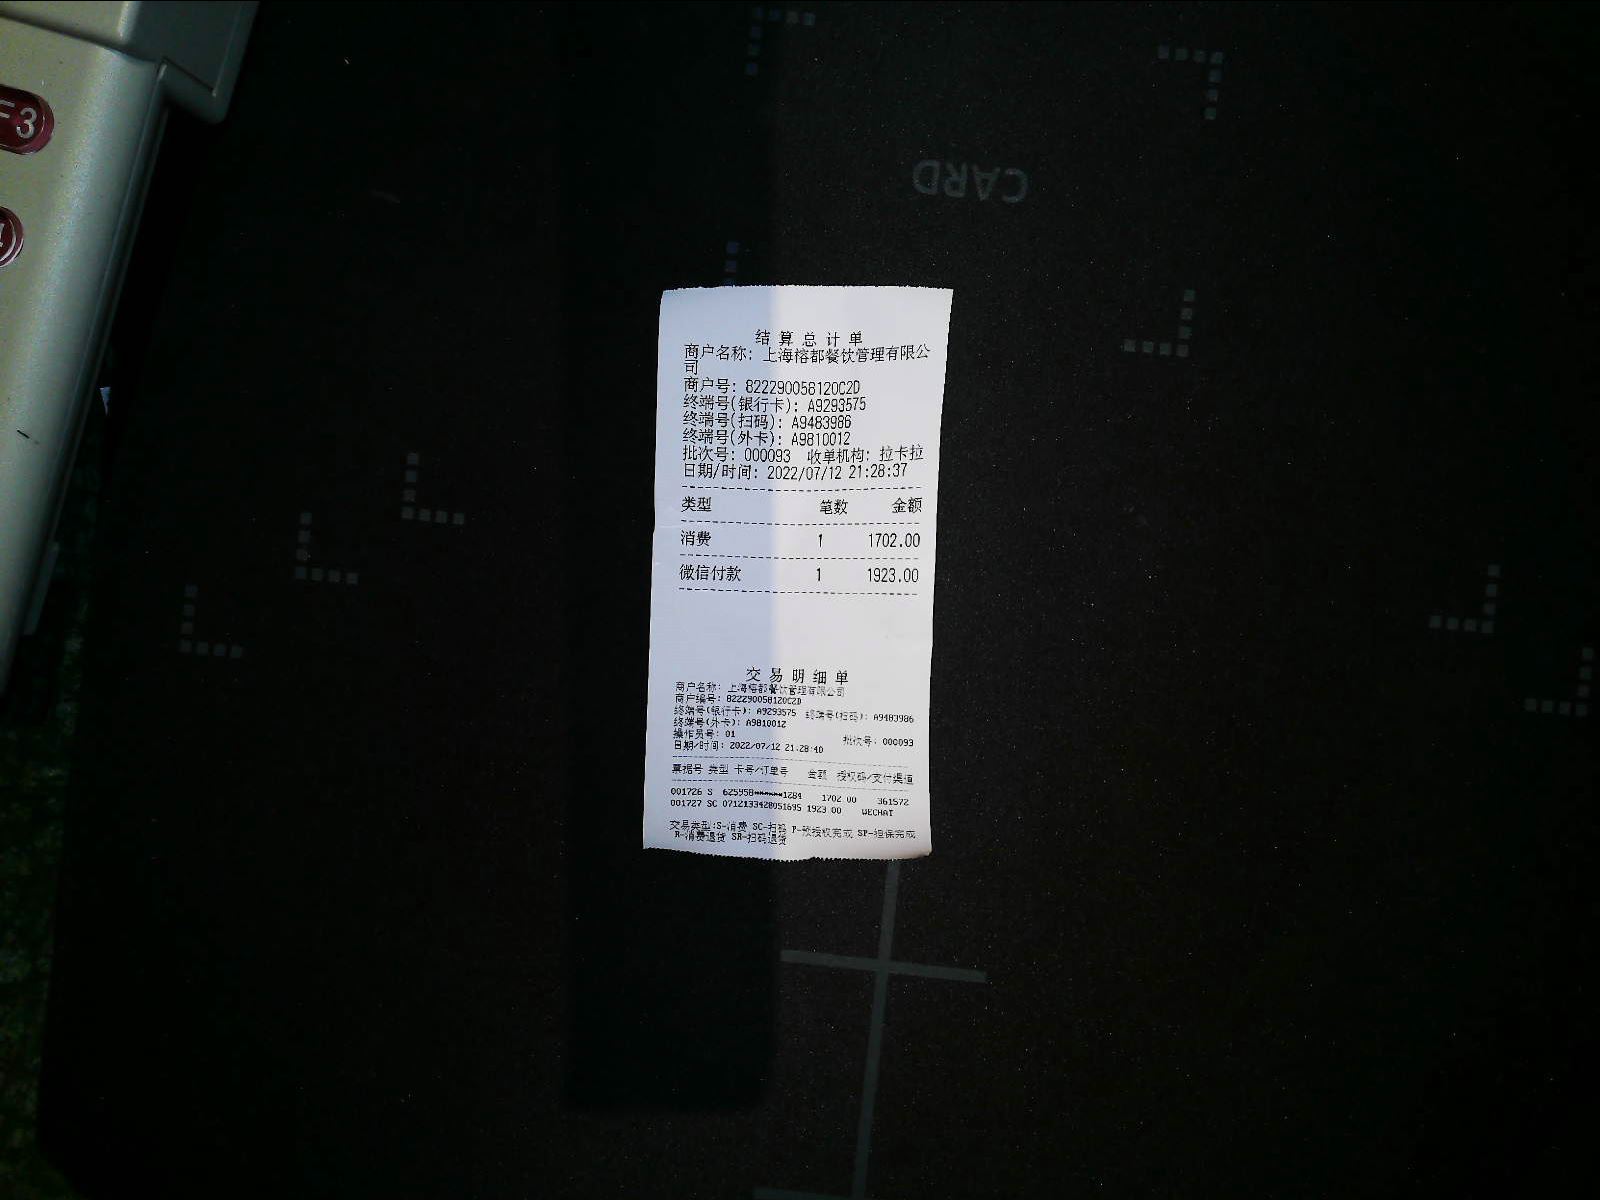 F3
CARD
结算总计单
商户名称: 上海榕都餐饮管理有限公
司
商户号: 82229005812OC2D
终端号(银行卡): A9293575
终端号(扫码): A9483986
终端号(外卡): A9810012
批次号: 000093 收单机构: 拉卡拉
日期/时间: 2022/07/12 21:28:37
类型 笔数 金额
消费 1 1702.00
微信付款 1 1923.00
交易明细单
商户名称: 上海榕都餐饮管理有限公司
商户编号: 82229005812OC2D
终端号(银行卡): A9293575 终端号(扫码): A9483986
终端号(外卡): A9810012
操作员号: 01 批次号: 000093
日期/时间: 2022/07/12 21:28:40
票据号 类型 卡号/订单号 金额 授权码/支付渠道
001726 S 625958******1284 1702.00 361572
001727 SC 0712133428051695 1923.00 WECHAT
交易类型:S-消费 SC-扫码 P-预授权完成 SP-担保完成
R-消费退货 SR-扫码退货